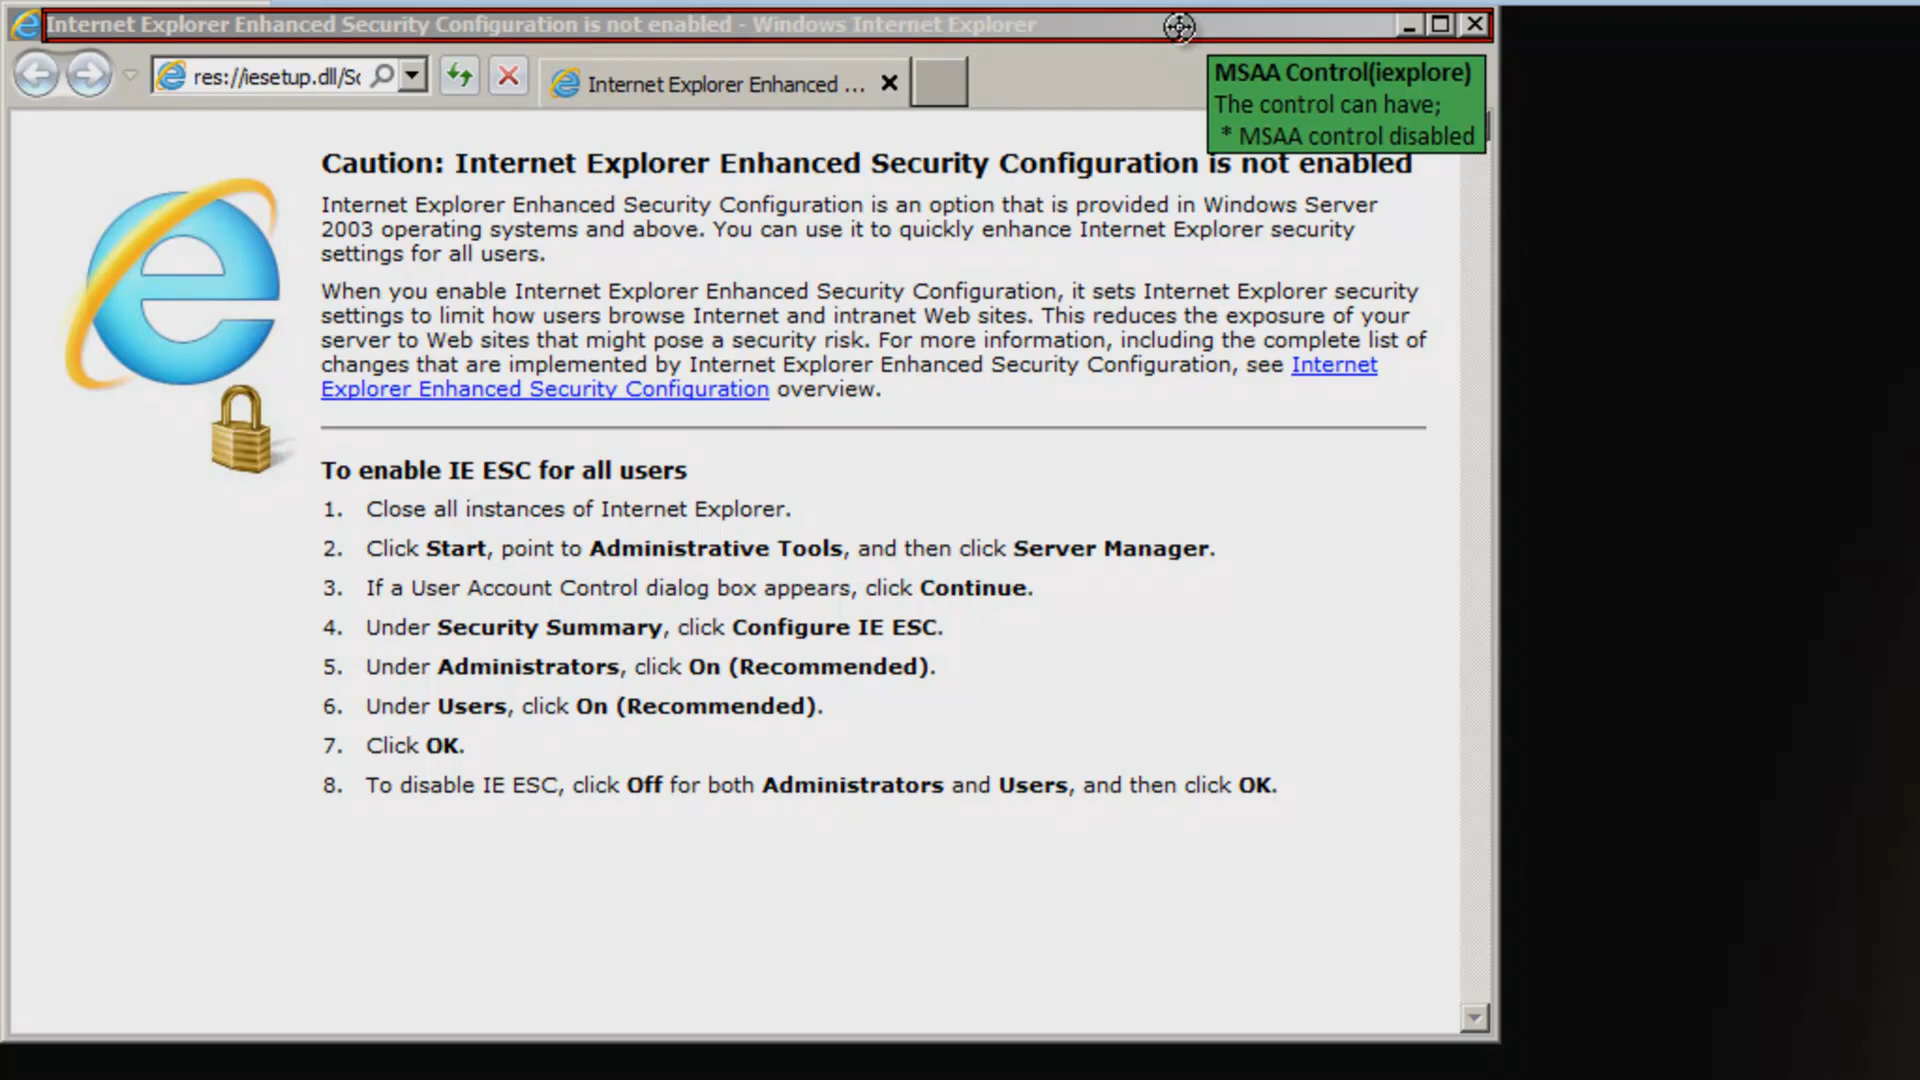 Internet Explorer Enhanced Security Configuration is not enabled - Windows Internet Explorer
res://iesetup.dll/Sc
Internet Explorer Enhanced ...
MSAA Control(iexplore)
The control can have;
* MSAA control disabled
Caution: Internet Explorer Enhanced Security Configuration is not enabled
Internet Explorer Enhanced Security Configuration is an option that is provided in Windows Server
2003 operating systems and above. You can use it to quickly enhance Internet Explorer security
settings for all users.
When you enable Internet Explorer Enhanced Security Configuration, it sets Internet Explorer security
settings to limit how users browse Internet and intranet Web sites. This reduces the exposure of your
server to Web sites that might pose a security risk. For more information, including the complete list of
changes that are implemented by Internet Explorer Enhanced Security Configuration, see Internet
Explorer Enhanced Security Configuration overview.
To enable IE ESC for all users
1. Close all instances of Internet Explorer.
2. Click Start, point to Administrative Tools, and then click Server Manager.
3. If a User Account Control dialog box appears, click Continue.
4. Under Security Summary, click Configure IE ESC.
5. Under Administrators, click On (Recommended).
6. Under Users, click On (Recommended).
7. Click OK.
8. To disable IE ESC, click Off for both Administrators and Users, and then click OK.